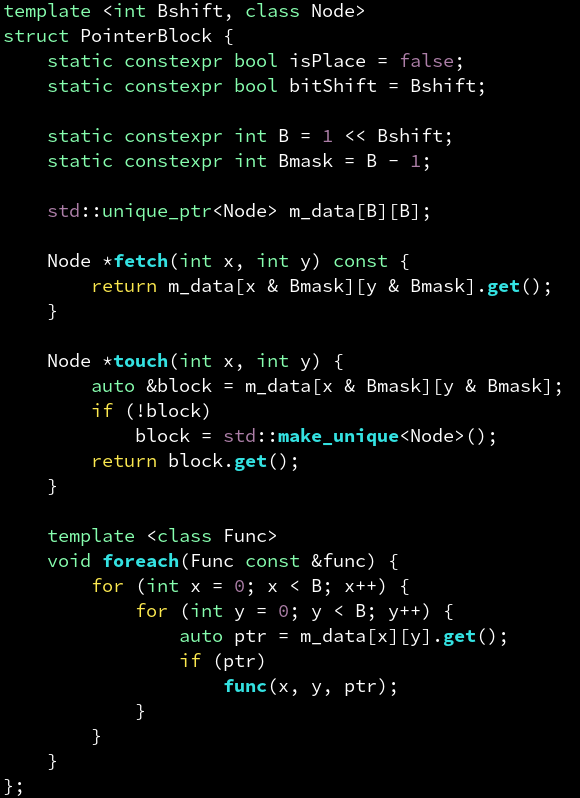 template <int Bshift, class Node>
struct PointerBlock {
    static constexpr bool isPlace = false;
    static constexpr bool bitShift = Bshift;

    static constexpr int B = 1 << Bshift;
    static constexpr int Bmask = B - 1;

    std::unique_ptr<Node> m_data[B][B];

    Node *fetch(int x, int y) const {
        return m_data[x & Bmask][y & Bmask].get();
    }

    Node *touch(int x, int y) {
        auto &block = m_data[x & Bmask][y & Bmask];
        if (!block)
            block = std::make_unique<Node>();
        return block.get();
    }

    template <class Func>
    void foreach(Func const &func) {
        for (int x = 0; x < B; x++) {
            for (int y = 0; y < B; y++) {
                auto ptr = m_data[x][y].get();
                if (ptr)
                    func(x, y, ptr);
            }
        }
    }
};